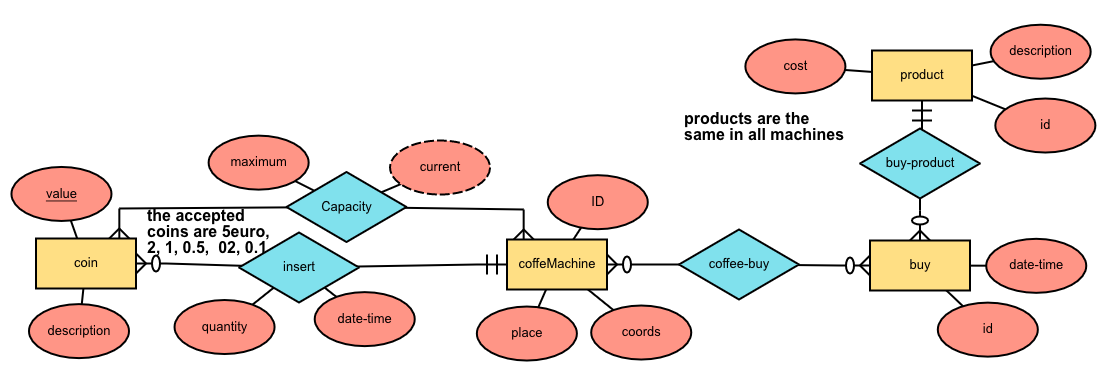 description
product
cost
products are the
same in all machines
id
maximum
current
buy-product
value
Capacity
ID
the accepted
coins are 5euro,
2, 1, 0.5,  02, 0.1
coin
insert
coffeMachine
coffee-buy
buy
date-time
quantity
date-time
description
place
coords
id